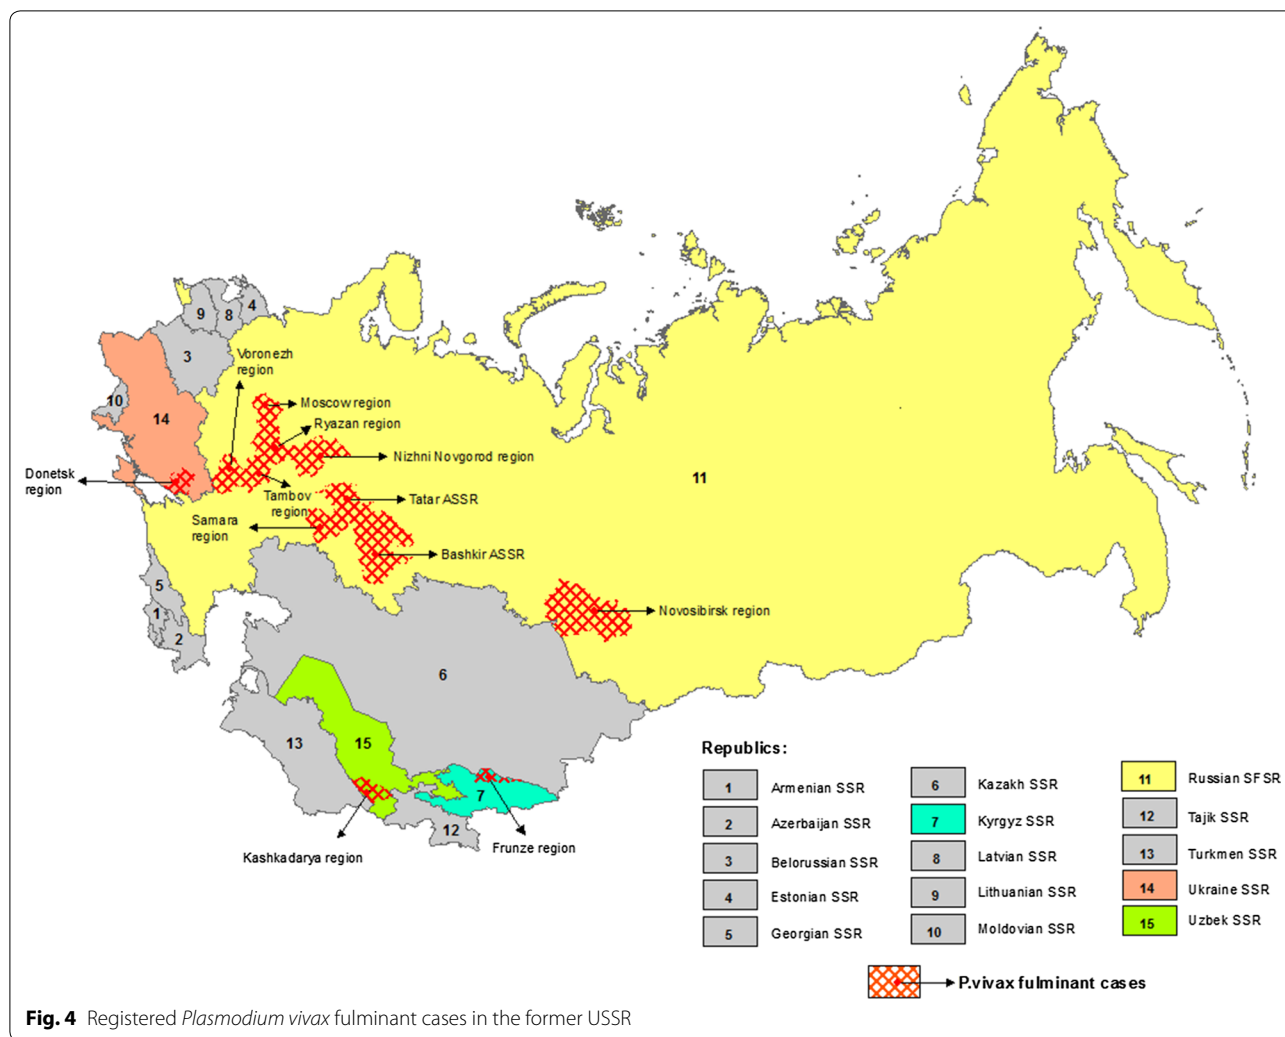 9
8
4
3
Voronezh
region
10
14
Moscow region
Ryazan region
Nizhni Novgorod region
Donetsk
region
Tambov
region
Tatar ASSR
11
Samara
region
Bashkir ASSR
5
1
2
Novosibirsk region
6
13
15
7
12
Kashkadarya region
Frunze region
Republics:
1 Armenian SSR
2 Azerbaijan SSR
3 Belorussian SSR
4 Estonian SSR
5 Georgian SSR
6 Kazakh SSR
7 Kyrgyz SSR
8 Latvian SSR
9 Lithuanian SSR
10 Moldovian SSR
11 Russian SFSR
12 Tajik SSR
13 Turkmen SSR
14 Ukraine SSR
15 Uzbek SSR
P.vivax fulminant cases
Fig. 4 Registered Plasmodium vivax fulminant cases in the former USSR